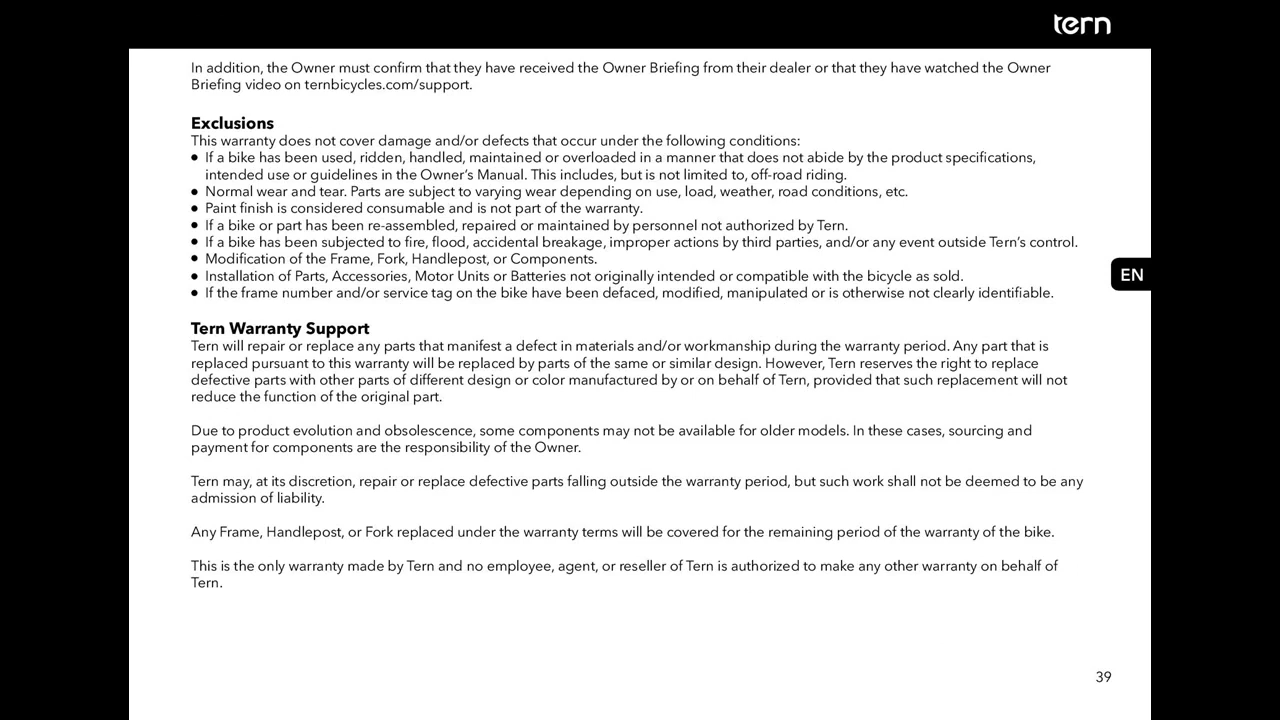 tern
In addition, the Owner must confirm that they have received the Owner Briefing from their dealer or that they have watched the Owner
Briefing video on ternbicycles.com/support.
Exclusions
This warranty does not cover damage and/or defects that occur under the following conditions:
● If a bike has been used, ridden, handled, maintained or overloaded in a manner that does not abide by the product specifications,
intended use or guidelines in the Owner’s Manual. This includes, but is not limited to, off-road riding.
● Normal wear and tear. Parts are subject to varying wear depending on use, load, weather, road conditions, etc.
● Paint finish is considered consumable and is not part of the warranty.
● If a bike or part has been re-assembled, repaired or maintained by personnel not authorized by Tern.
● If a bike has been subjected to fire, flood, accidental breakage, improper actions by third parties, and/or any event outside Tern’s control.
● Modification of the Frame, Fork, Handlepost, or Components.
● Installation of Parts, Accessories, Motor Units or Batteries not originally intended or compatible with the bicycle as sold.
● If the frame number and/or service tag on the bike have been defaced, modified, manipulated or is otherwise not clearly identifiable.
EN
Tern Warranty Support
Tern will repair or replace any parts that manifest a defect in materials and/or workmanship during the warranty period. Any part that is
replaced pursuant to this warranty will be replaced by parts of the same or similar design. However, Tern reserves the right to replace
defective parts with other parts of different design or color manufactured by or on behalf of Tern, provided that such replacement will not
reduce the function of the original part.
Due to product evolution and obsolescence, some components may not be available for older models. In these cases, sourcing and
payment for components are the responsibility of the Owner.
Tern may, at its discretion, repair or replace defective parts falling outside the warranty period, but such work shall not be deemed to be any
admission of liability.
Any Frame, Handlepost, or Fork replaced under the warranty terms will be covered for the remaining period of the warranty of the bike.
This is the only warranty made by Tern and no employee, agent, or reseller of Tern is authorized to make any other warranty on behalf of
Tern.
39